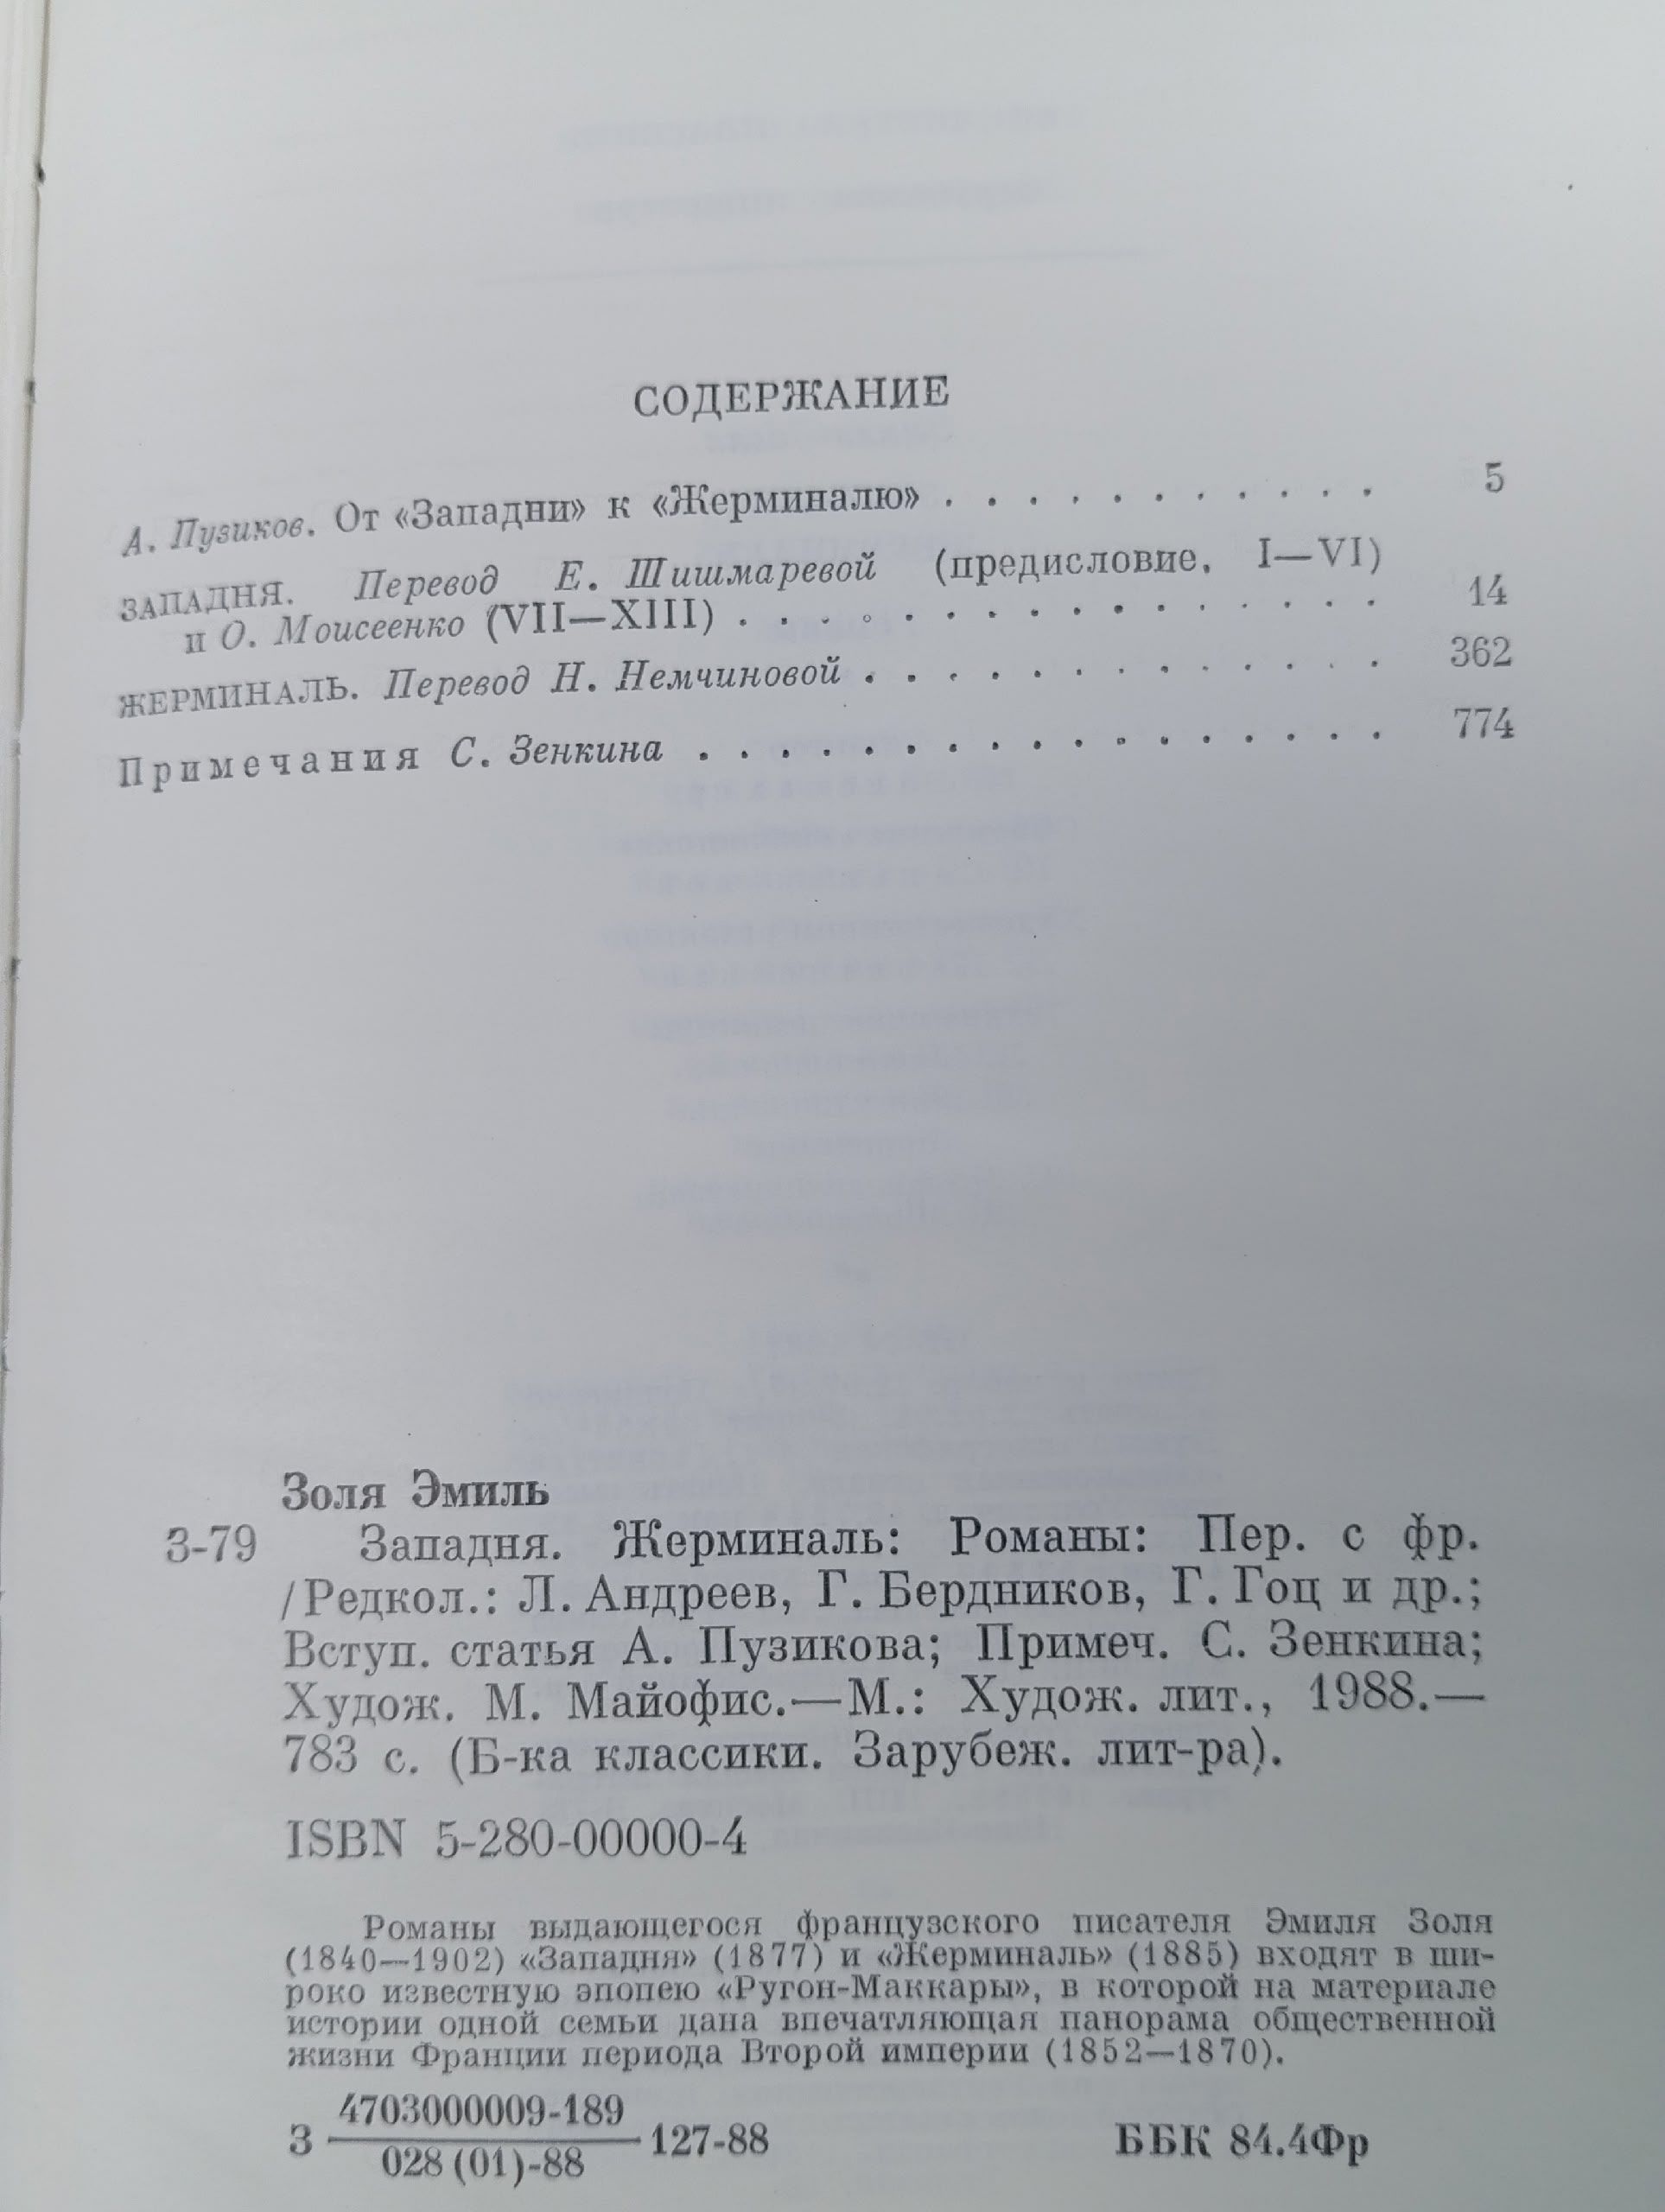 СОДЕРЖАНИЕ
А. Пузиков. От «Западни» к «Жерминалю» . . . . . . . . . . . 5
ЗАПАДНЯ. Перевод Е. Шишмаревой (предисловие, I—VI)
и О. Моисеенко (VII—XIII) . . . . . . . . . . . . . . . . 14
ЖЕРМИНАЛЬ. Перевод Н. Немчиновой . . . . . . . . . . . . . 362
Примечания С. Зенкина . . . . . . . . . . . . . . . . . 774
Золя Эмиль
З-79 Западня. Жерминаль: Романы: Пер. с фр.
/Редкол.: Л. Андреев, Г. Бердников, Г. Гоц и др.;
Вступ. статья А. Пузикова; Примеч. С. Зенкина;
Худож. М. Майофис.—М.: Худож. лит., 1988.—
783 с. (Б-ка классики. Зарубеж. лит-ра).
ISBN 5-280-00000-4
Романы выдающегося французского писателя Эмиля Золя
(1840—1902) «Западня» (1877) и «Жерминаль» (1885) входят в ши-
роко известную эпопею «Ругон-Маккары», в которой на материале
истории одной семьи дана впечатляющая панорама общественной
жизни Франции периода Второй империи (1852—1870).
4703000009-189
З 127-88 ББК 84.4Фр
028(01)-88